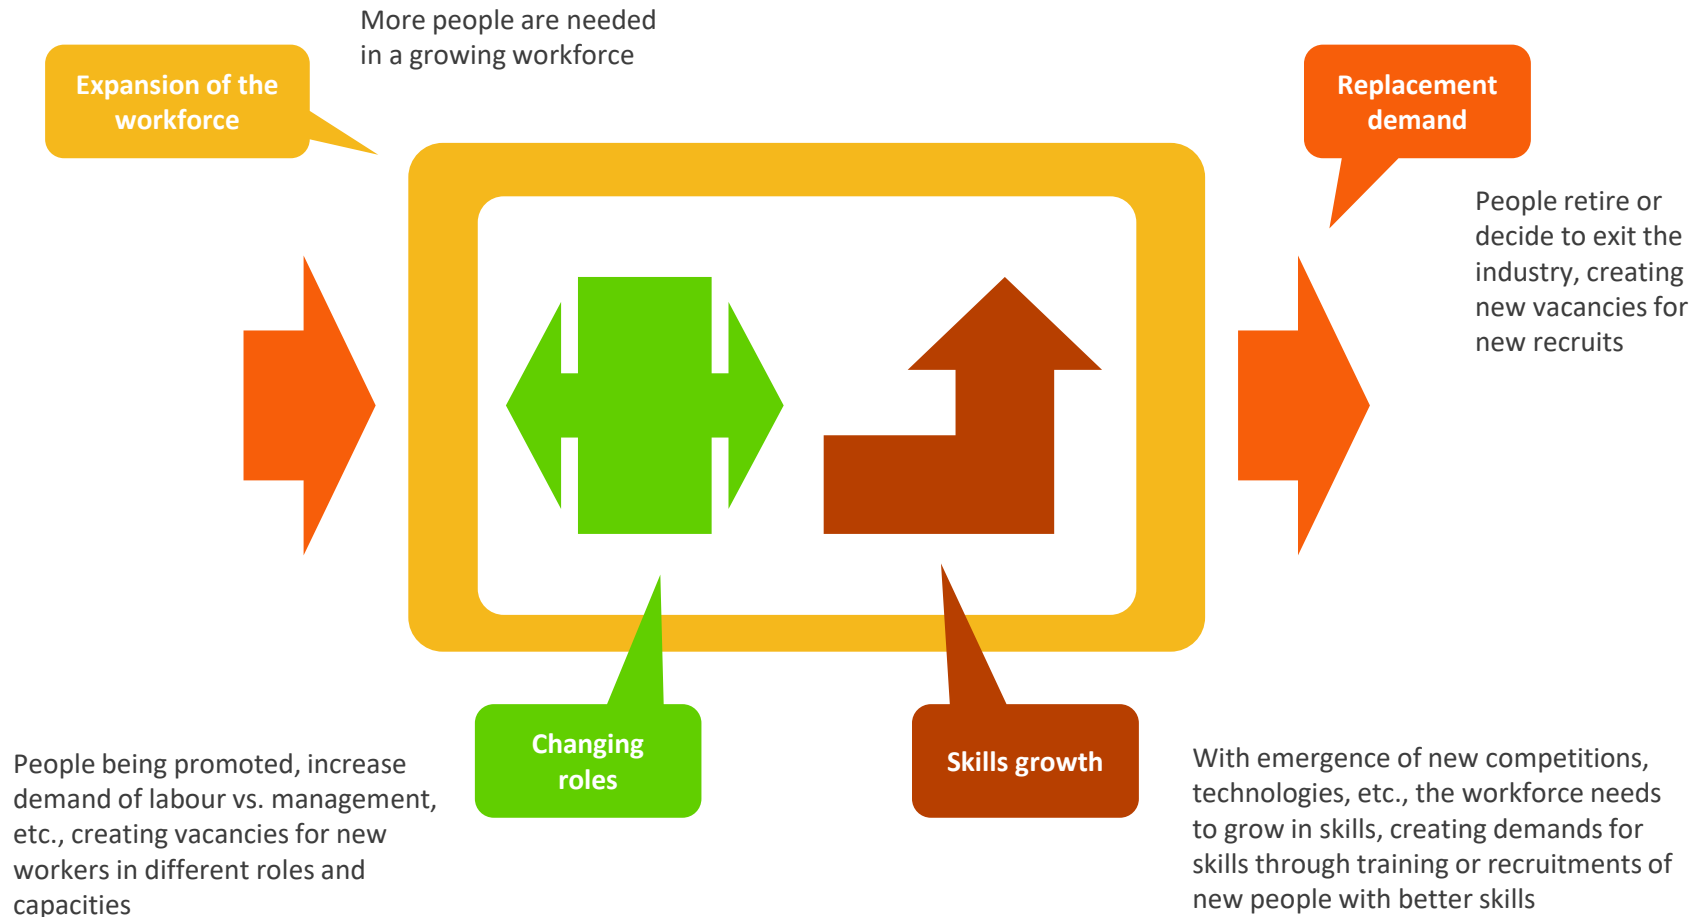 More people are needed
in a growing workforce
Expansion of the
workforce
Replacement
demand
People retire or
decide to exit the
industry, creating
new vacancies for
new recruits
Changing
roles
People being promoted, increase
demand of labour vs. management,
etc., creating vacancies for new
workers in different roles and
capacities
Skills growth
With emergence of new competitions,
technologies, etc., the workforce needs
to grow in skills, creating demands for
skills through training or recruitments of
new people with better skills